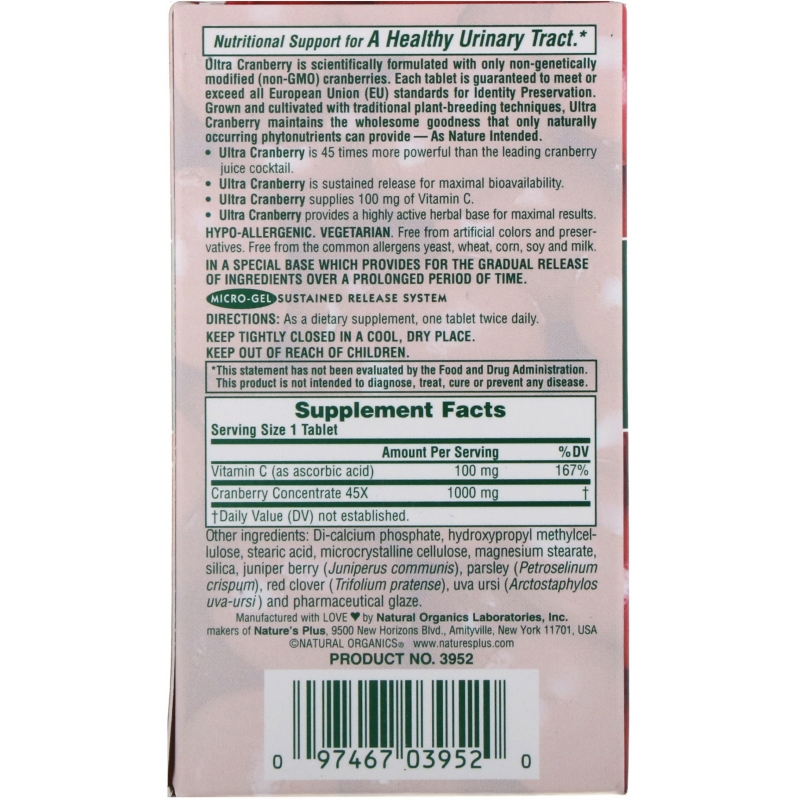 Nutritional Support for A Healthy Urinary Tract.*
Ultra Cranberry is scientifically formulated with only non-genetically
modified (non-GMO) cranberries. Each tablet is guaranteed to meet or
exceed all European Union (EU) standards for Identity Preservation.
Grown and cultivated with traditional plant-breeding techniques, Ultra
Cranberry maintains the wholesome goodness that only naturally
occurring phytonutrients can provide — As Nature Intended.
• Ultra Cranberry is 45 times more powerful than the leading cranberry
juice cocktail.
• Ultra Cranberry is sustained release for maximal bioavailability.
• Ultra Cranberry supplies 100 mg of Vitamin C.
• Ultra Cranberry provides a highly active herbal base for maximal results.
HYPO-ALLERGENIC. VEGETARIAN. Free from artificial colors and preser-
vatives. Free from the common allergens yeast, wheat, corn, soy and milk.
IN A SPECIAL BASE WHICH PROVIDES FOR THE GRADUAL RELEASE
OF INGREDIENTS OVER A PROLONGED PERIOD OF TIME.
MICRO-GEL SUSTAINED RELEASE SYSTEM
DIRECTIONS: As a dietary supplement, one tablet twice daily.
KEEP TIGHTLY CLOSED IN A COOL, DRY PLACE.
KEEP OUT OF REACH OF CHILDREN.
*This statement has not been evaluated by the Food and Drug Administration.
This product is not intended to diagnose, treat, cure or prevent any disease.
Supplement Facts
Serving Size 1 Tablet
Amount Per Serving %DV
Vitamin C (as ascorbic acid) 100 mg 167%
Cranberry Concentrate 45X 1000 mg †
†Daily Value (DV) not established.
Other ingredients: Di-calcium phosphate, hydroxypropyl methylcel-
lulose, stearic acid, microcrystalline cellulose, magnesium stearate,
silica, juniper berry (Juniperus communis), parsley (Petroselinum
crispum), red clover (Trifolium pratense), uva ursi (Arctostaphylos
uva-ursi) and pharmaceutical glaze.
Manufactured with LOVE ♥ by Natural Organics Laboratories, Inc.
makers of Nature's Plus, 9500 New Horizons Blvd., Amityville, New York 11701, USA
©NATURAL ORGANICS® www.naturesplus.com
PRODUCT NO. 3952
0 97467 03952 0